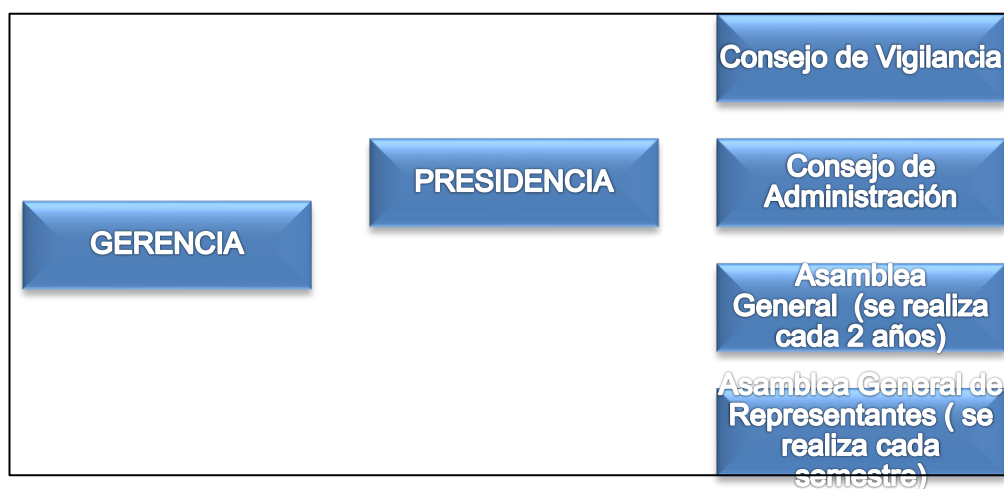 GERENCIA
PRESIDENCIA
Consejo de Vigilancia
Consejo de
Administración
Asamblea
General (se realiza
cada 2 años)
Asamblea General de
Representantes ( se
realiza cada
semestre)